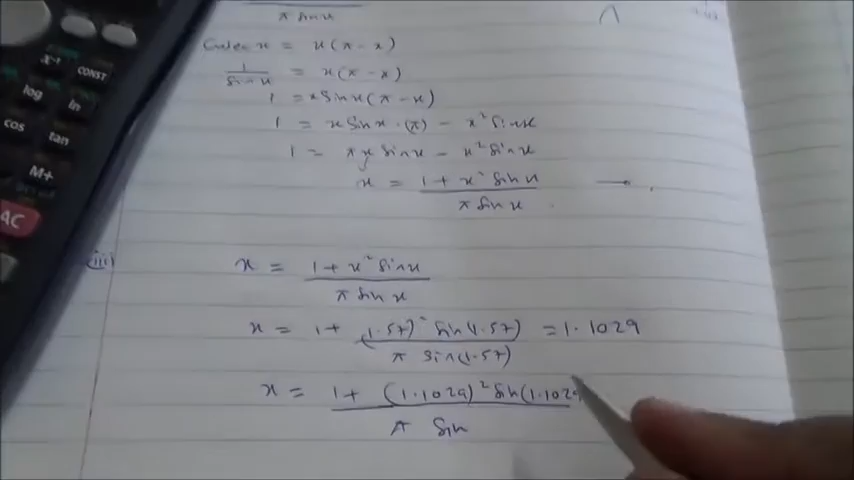 π sin x
Cosec x = x(π - x)
1/sin x = x(π - x)
1 = x sin x(π - x)
1 = x sin x · (π) - x² sin x
1 = πx sin x - x² sin x
x = (1 + x² sin x)/(π sin x) →
(iii) x = (1 + x² sin x)/(π sin x)
x = 1 + ((1.57)² sin(1.57))/(π sin(1.57)) = 1.1029
x = (1 + (1.1029)² sin(1.1029)/(π sin
x⁻¹
CONST
log
ln
cos
tan
M+
AC